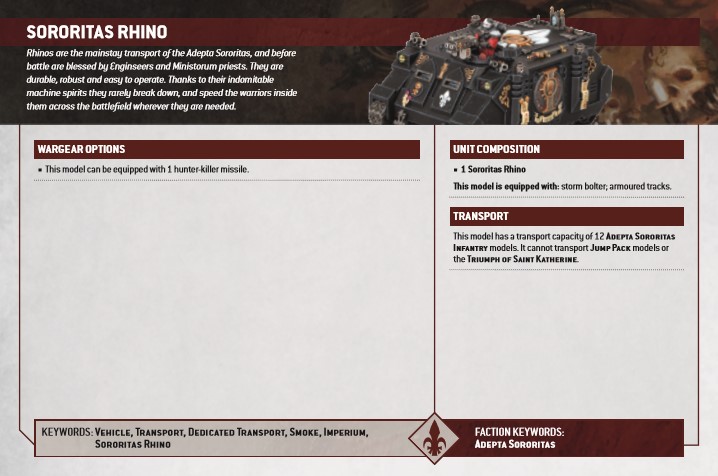 SORORITAS RHINO
Rhinos are the mainstay transport of the Adepta Sororitas, and before
battle are blessed by Enginseers and Ministorum priests. They are
durable, robust and easy to operate. Thanks to their indomitable
machine spirits they rarely break down, and speed the warriors inside
them across the battlefield wherever they are needed.
WARGEAR OPTIONS
▪ This model can be equipped with 1 hunter-killer missile.
UNIT COMPOSITION
▪ 1 Sororitas Rhino
This model is equipped with: storm bolter; armoured tracks.
TRANSPORT
This model has a transport capacity of 12 Adepta Sororitas
Infantry models. It cannot transport Jump Pack models or
the Triumph of Saint Katherine.
KEYWORDS: Vehicle, Transport, Dedicated Transport, Smoke, Imperium,
Sororitas Rhino
FACTION KEYWORDS:
Adepta Sororitas